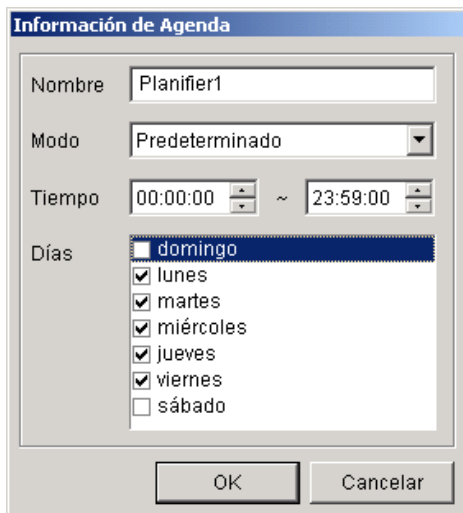 Información de Agenda
Nombre Planifier1
Modo Predeterminado
Tiempo 00:00:00 ~ 23:59:00
Días domingo
lunes
martes
miércoles
jueves
viernes
sábado
OK Cancelar